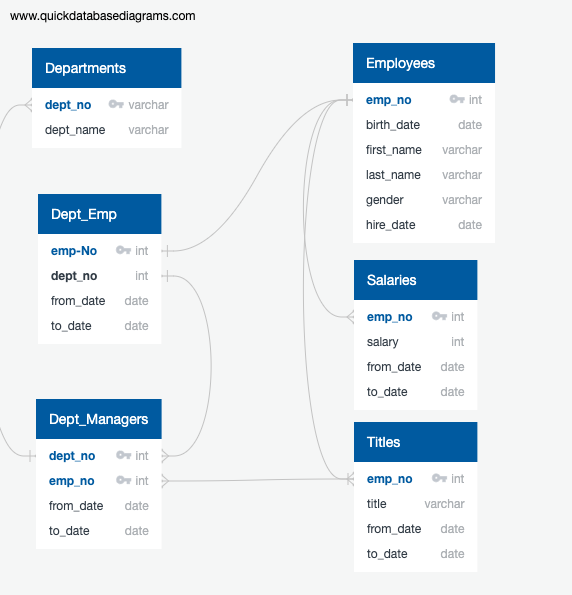 www.quickdatabasediagrams.com
Departments
dept_no varchar
dept_name varchar
Employees
emp_no int
birth_date date
first_name varchar
last_name varchar
gender varchar
hire_date date
Dept_Emp
emp-No int
dept_no int
from_date date
to_date date
Salaries
emp_no int
salary int
from_date date
to_date date
Dept_Managers
dept_no int
emp_no int
from_date date
to_date date
Titles
emp_no int
title varchar
from_date date
to_date date